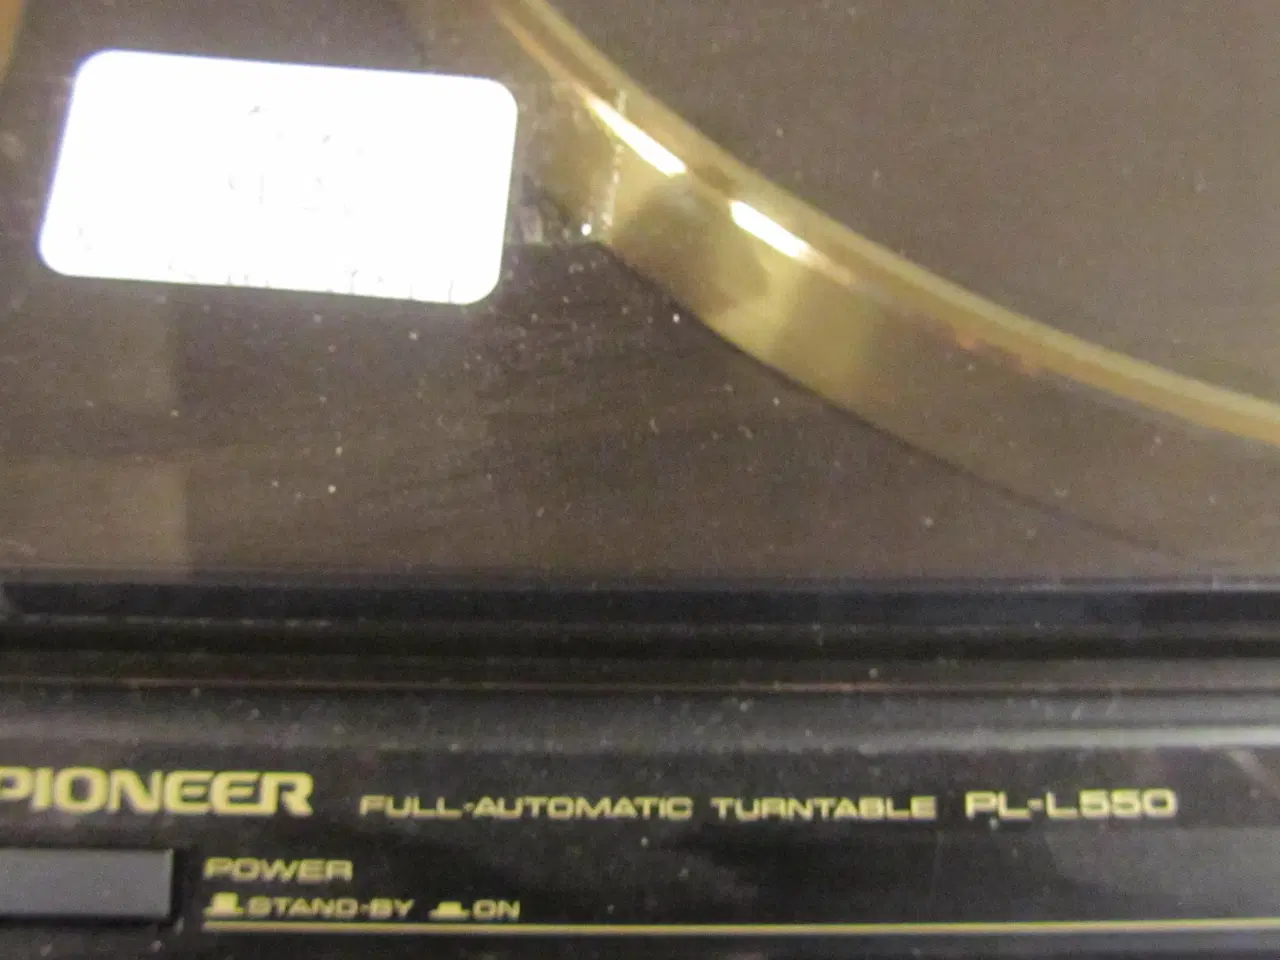 PIONEER FULL-AUTOMATIC TURNTABLE PL-L550
POWER
STAND-BY ON